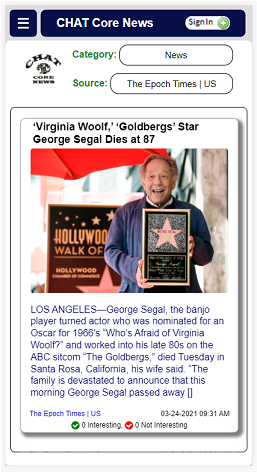 ☰ CHAT Core News Sign In
CHAT
CORE
NEWS
Category: News
Source: The Epoch Times | US
‘Virginia Woolf,’ ‘Goldbergs’ Star
George Segal Dies at 87
HOLLYWOOD
WALK OF
HOLLYWOOD
CHAMBER OF COMMERCE
LOS ANGELES—George Segal, the banjo
player turned actor who was nominated for an
Oscar for 1966's “Who’s Afraid of Virginia
Woolf?” and worked into his late 80s on the
ABC sitcom “The Goldbergs,” died Tuesday in
Santa Rosa, California, his wife said. “The
family is devastated to announce that this
morning George Segal passed away []
The Epoch Times | US 03-24-2021 09:31 AM
0 Interesting, 0 Not Interesting